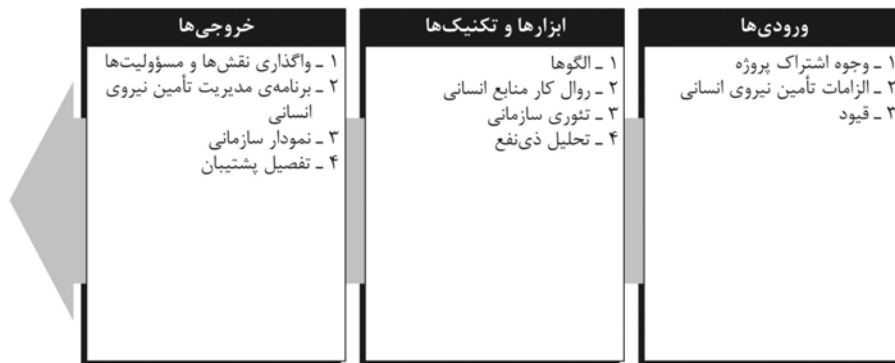 ورودی‌ها
۱ ـ وجوه اشتراک پروژه
۲ ـ الزامات تأمین نیروی انسانی
۳ ـ قیود
ابزارها و تکنیک‌ها
۱ ـ الگوها
۲ ـ روال کار منابع انسانی
۳ ـ تئوری سازمانی
۴ ـ تحلیل ذی‌نفع
خروجی‌ها
۱ ـ واگذاری نقش‌ها و مسؤولیت‌ها
۲ ـ برنامه‌ی مدیریت تأمین نیروی
انسانی
۳ ـ نمودار سازمانی
۴ ـ تفصیل پشتیبان